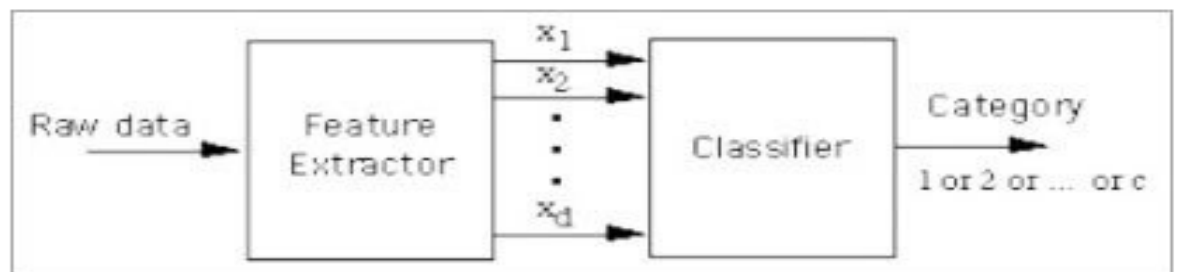 Raw data
Feature
Extractor
x1
x2
xd
Classifier
Category
1 or 2 or ... or c